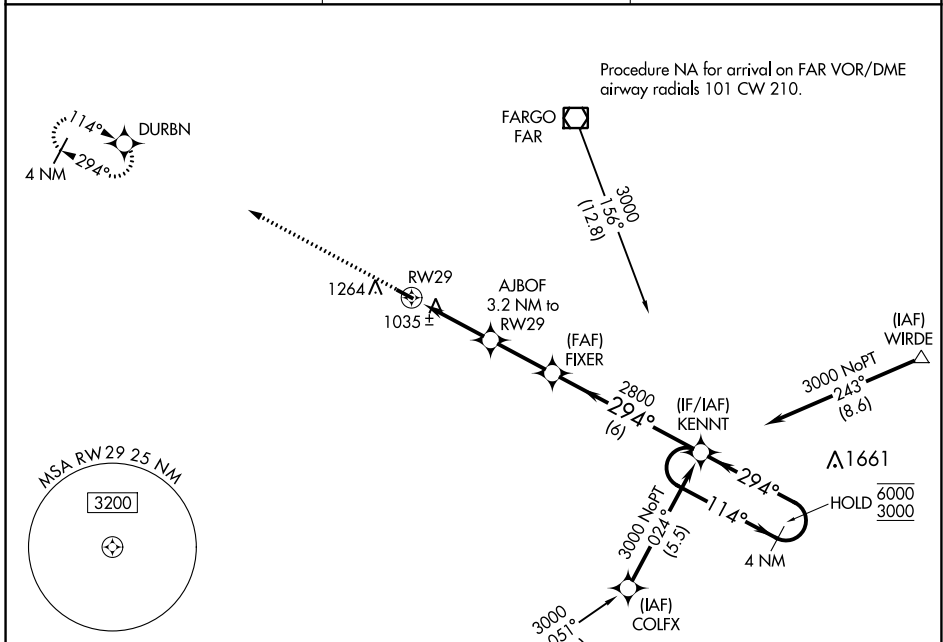 Procedure NA for arrival on FAR VOR/DME
airway radials 101 CW 210.
FARGO
FAR
114°
DURBN
294°
4 NM
3000
156°
(12.8)
RW29
1264
1035 ±
AJBOF
3.2 NM to
RW29
(FAF)
FIXER
(IAF)
WIRDE
3000 NoPT
243°
(8.6)
2800
294°
(6)
(IF/IAF)
KENNT
1661
294°
114°
HOLD 6000
3000
4 NM
3000 NoPT
024°
(5.5)
(IAF)
COLFX
3000
051°
MSA RW29 25 NM
3200